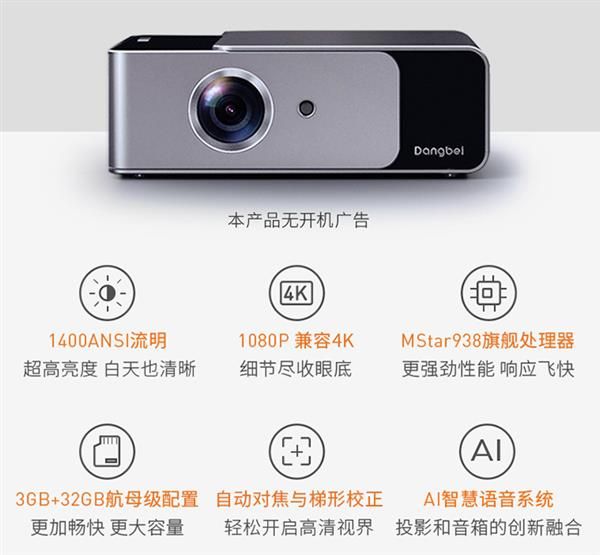 Dangbei
本产品无开机广告
4K
1400ANSI流明
1080P 兼容4K
MStar938旗舰处理器
超高亮度 白天也清晰
细节尽收眼底
更强劲性能 响应飞快
AI
3GB+32GB航母级配置
自动对焦与梯形校正
AI智慧语音系统
更加畅快 更大容量
轻松开启高清视界
投影和音箱的创新融合